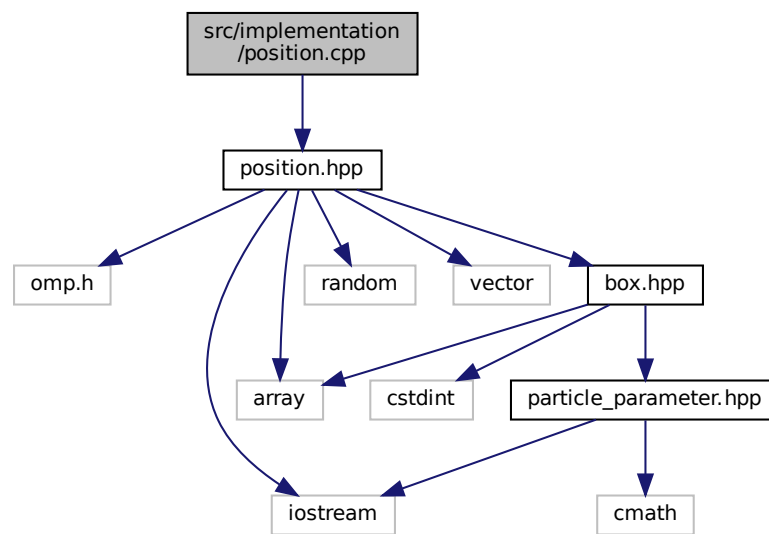 src/implementation
/position.cpp
position.hpp
omp.h
random
vector
box.hpp
array
cstdint
particle_parameter.hpp
iostream
cmath